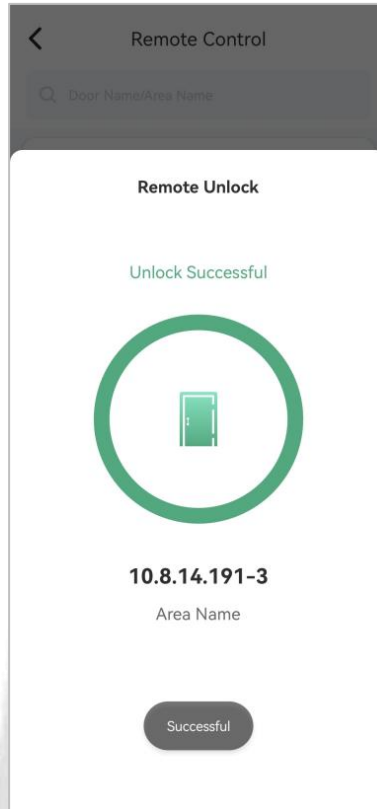 Remote Control
Door Name/Area Name
Remote Unlock
Unlock Successful
10.8.14.191-3
Area Name
Successful